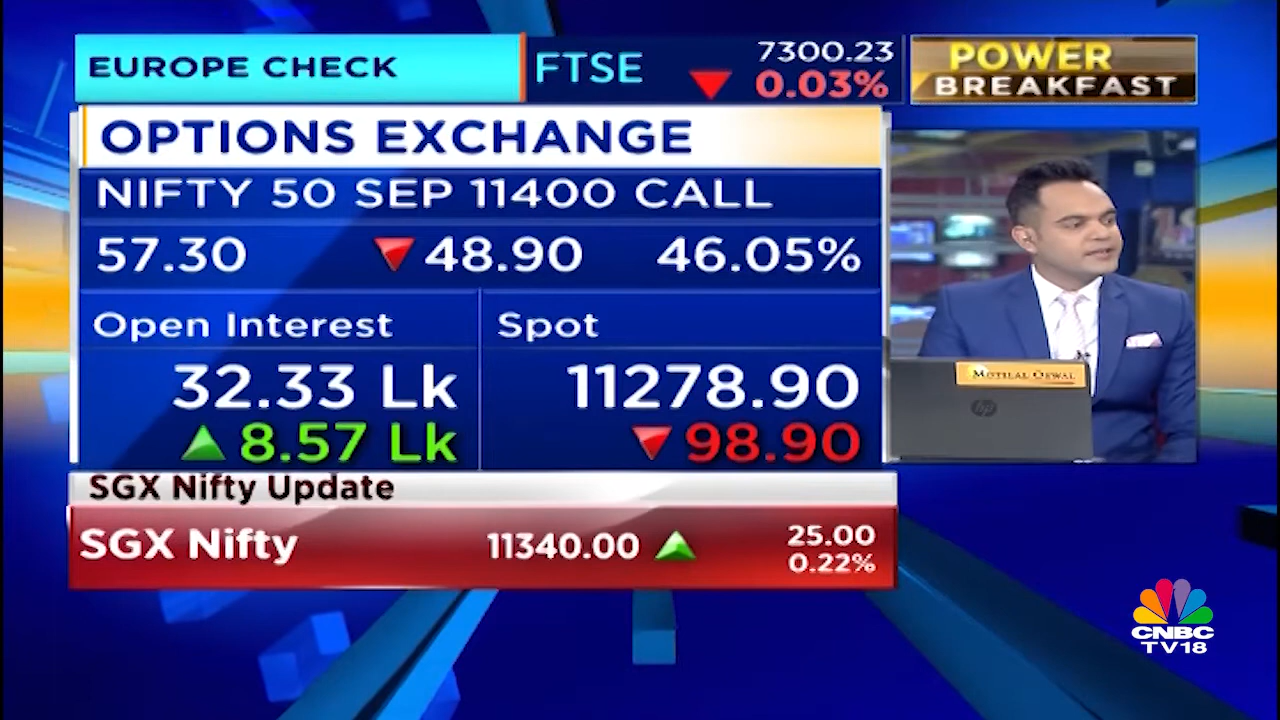 EUROPE CHECK
FTSE
7300.23
0.03%
POWER
BREAKFAST
OPTIONS EXCHANGE
NIFTY 50 SEP 11400 CALL
57.30 48.90 46.05%
Open Interest
32.33 Lk
8.57 Lk
Spot
11278.90
98.90
MOTILAL OSWAL
hp
SGX Nifty Update
SGX Nifty 11340.00 25.00
0.22%
CNBC
TV18